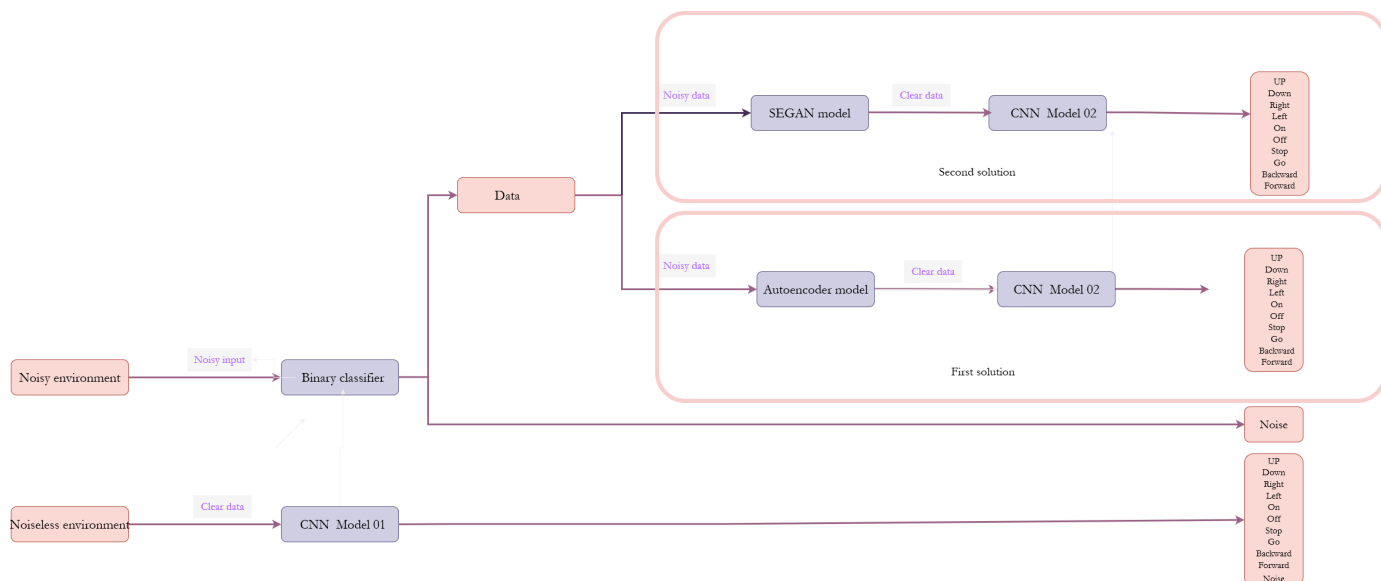 Noisy data
SEGAN model
Clear data
CNN Model 02
UP
Down
Right
Left
On
Off
Stop
Go
Backward
Forward
Second solution
Data
Noisy data
Autoencoder model
Clear data
CNN Model 02
UP
Down
Right
Left
On
Off
Stop
Go
Backward
Forward
First solution
Noisy environment
Noisy input
Binary classifier
Noise
Noiseless environment
Clear data
CNN Model 01
UP
Down
Right
Left
On
Off
Stop
Go
Backward
Forward
Noise